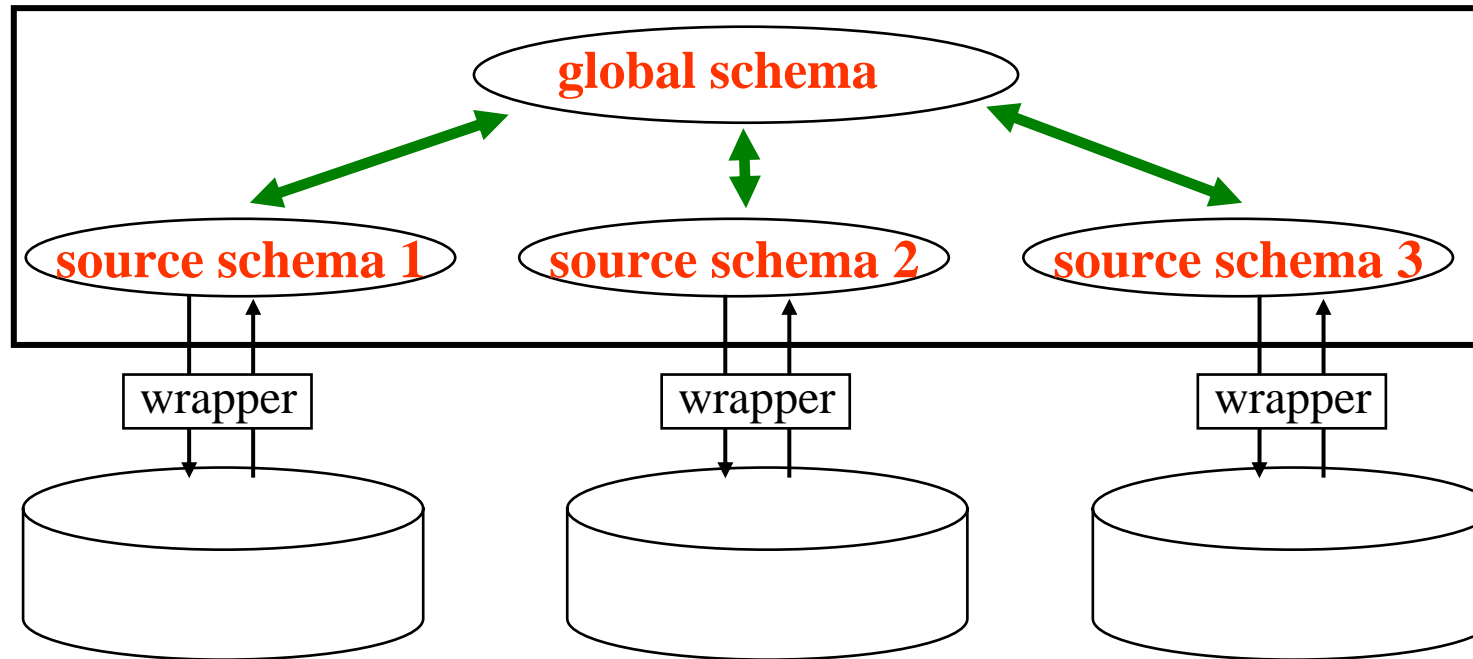 global schema
source schema 1
source schema 2
source schema 3
wrapper
wrapper
wrapper